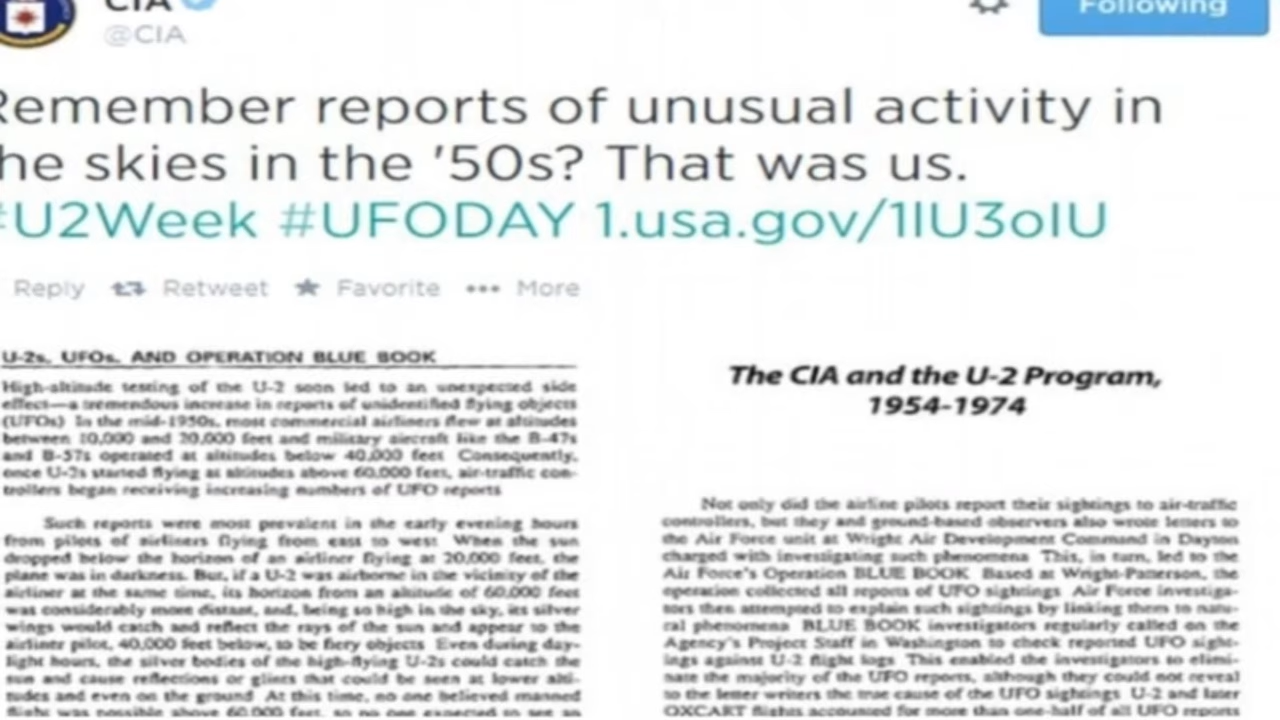 CIA
@CIA
Following
Remember reports of unusual activity in
the skies in the '50s? That was us.
#U2Week #UFODAY 1.usa.gov/1lU3olU
Reply Retweet Favorite More
U-2s, UFOs, AND OPERATION BLUE BOOK
High-altitude testing of the U-2 soon led to an unexpected side
effect—a tremendous increase in reports of unidentified flying objects
(UFOs) In the mid-1950s, most commercial airliners flew at altitudes
between 10,000 and 20,000 feet and military aircraft like the B-47s
and B-57s operated at altitudes below 40,000 feet Consequently,
once U-2s started flying at altitudes above 60,000 feet, air-traffic con-
trollers began receiving increasing numbers of UFO reports
Such reports were most prevalent in the early evening hours
from pilots of airliners flying from east to west When the sun
dropped below the horizon of an airliner flying at 20,000 feet, the
plane was in darkness. But, if a U-2 was airborne in the vicinity of the
airliner at the same time, its horizon from an altitude of 60,000 feet
was considerably more distant, and, being so high in the sky, its silver
wings would catch and reflect the rays of the sun and appear to the
airliner pilot, 40,000 feet below, to be fiery objects Even during day-
light hours, the silver bodies of the high-flying U-2s could catch the
sun and cause reflections or glints that could be seen at lower alti-
tudes and even on the ground At this time, no one believed manned
flight was possible above 60,000 feet, so no one expected to see an
The CIA and the U-2 Program,
1954-1974
Not only did the airline pilots report their sightings to air-traffic
controllers, but they and ground-based observers also wrote letters to
the Air Force unit at Wright Air Development Command in Dayton
charged with investigating such phenomena This, in turn, led to the
Air Force's Operation BLUE BOOK Based at Wright-Patterson, the
operation collected all reports of UFO sightings Air Force investiga-
tors then attempted to explain such sightings by linking them to natu-
ral phenomena BLUE BOOK investigators regularly called on the
Agency's Project Staff in Washington to check reported UFO sight-
ings against U-2 flight logs This enabled the investigators to elimi-
nate the majority of the UFO reports, although they could not reveal
to the letter writers the true cause of the UFO sightings U-2 and later
OXCART flights accounted for more than one-half of all UFO reports